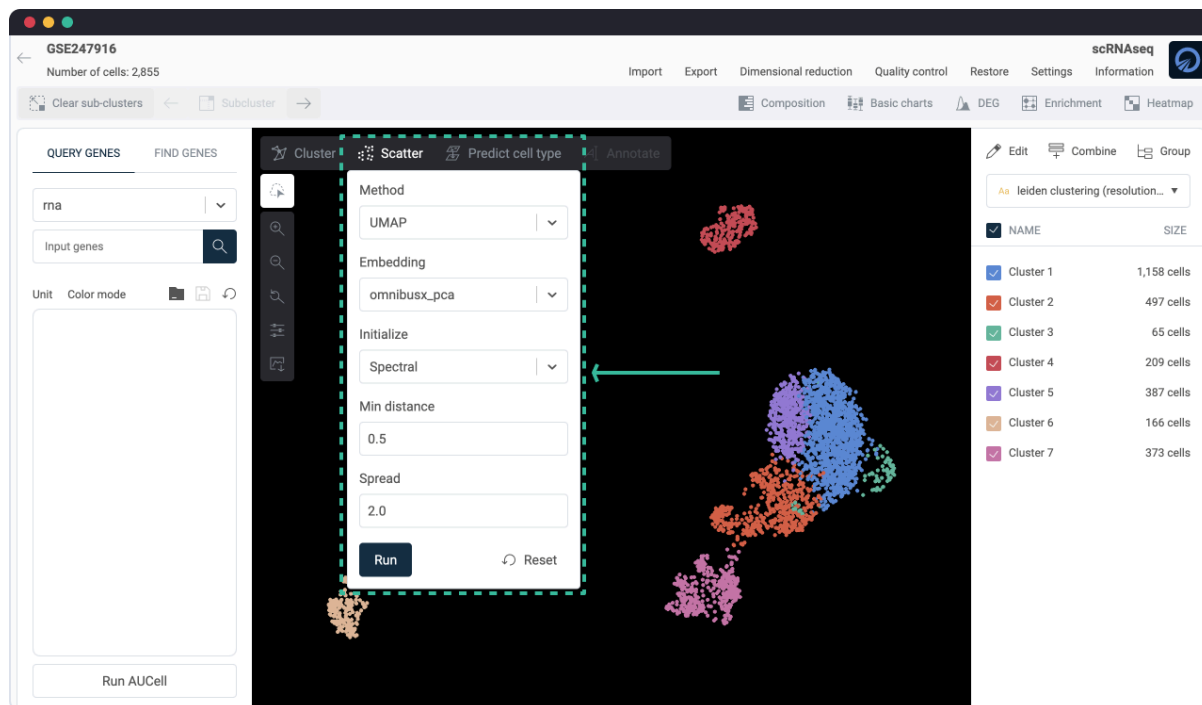 GSE247916
scRNAseq
Number of cells: 2,855
Import Export Dimensional reduction Quality control Restore Settings Information
Clear sub-clusters Subcluster Composition Basic charts DEG Enrichment Heatmap
QUERY GENES FIND GENES
Cluster Scatter Predict cell type Annotate
Edit Combine Group
rna
Input genes
Unit Color mode
Run AUCell
Method
UMAP
Embedding
omnibusx_pca
Initialize
Spectral
Min distance
0.5
Spread
2.0
Run Reset
Aa leiden clustering (resolution...
NAME SIZE
Cluster 1 1,158 cells
Cluster 2 497 cells
Cluster 3 65 cells
Cluster 4 209 cells
Cluster 5 387 cells
Cluster 6 166 cells
Cluster 7 373 cells